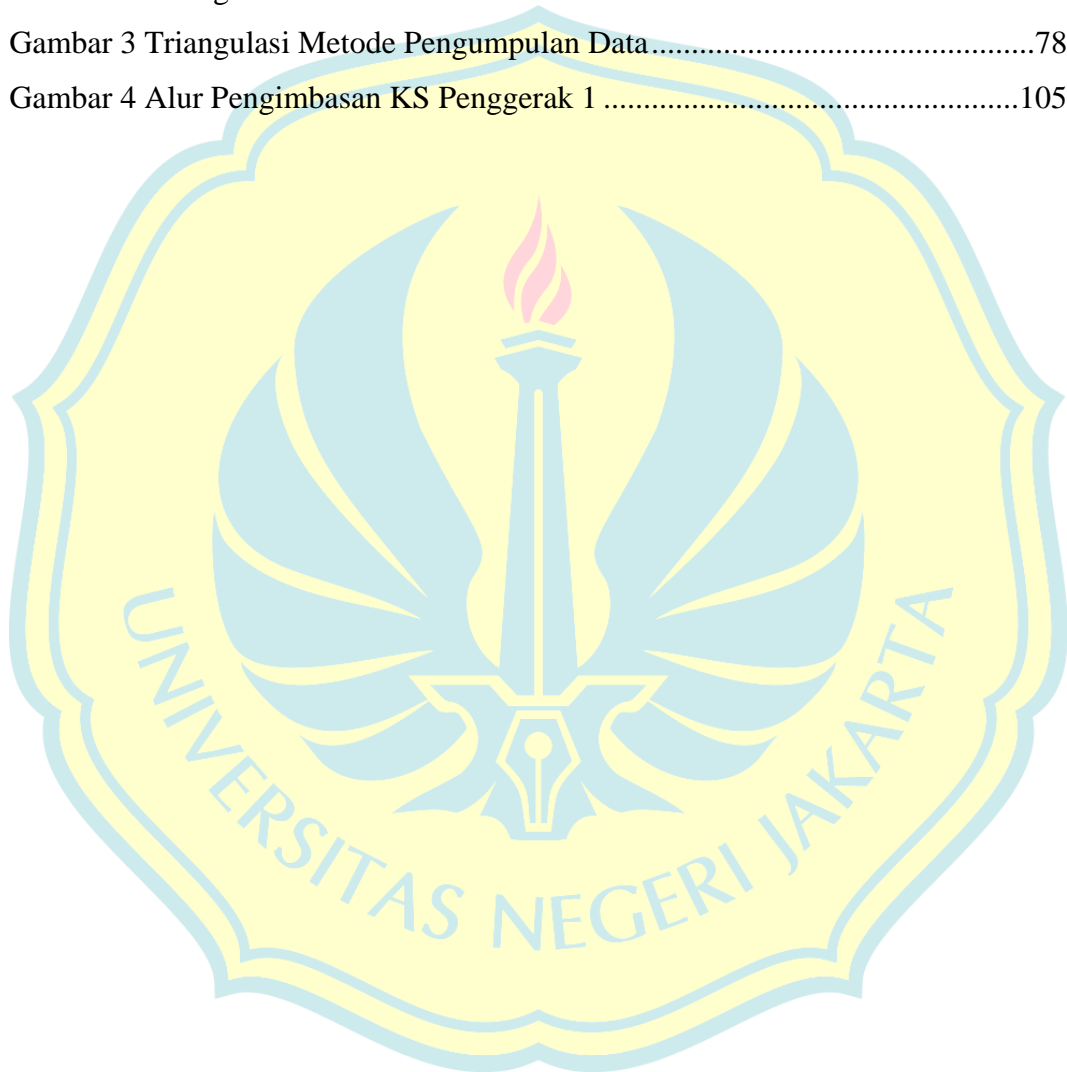 Gambar 3 Triangulasi Metode Pengumpulan Data................................................78
Gambar 4 Alur Pengimbasan KS Penggerak 1 ....................................................105
UNIVERSITAS NEGERI JAKARTA